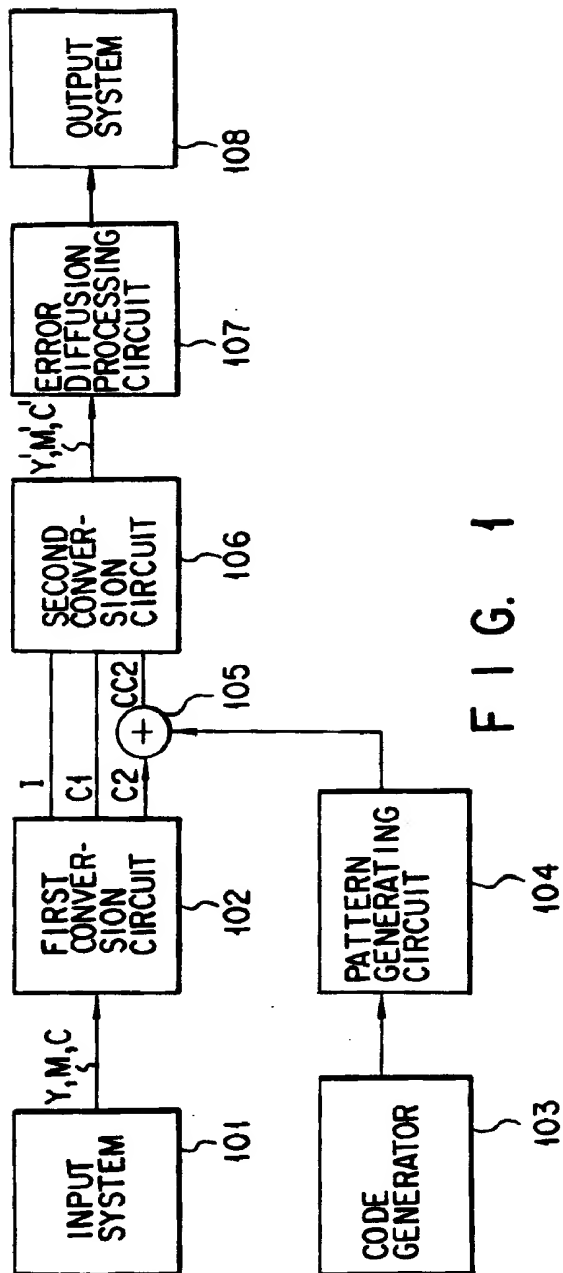 INPUT
SYSTEM
101
Y,M,C
FIRST
CONVER-
SION
CIRCUIT
102
I
C1
C2
105
CC2
SECOND
CONVER-
SION
CIRCUIT
106
Y',M',C'
ERROR
DIFFUSION
PROCESSING
CIRCUIT
107
OUTPUT
SYSTEM
108
CODE
GENERATOR
103
PATTERN
GENERATING
CIRCUIT
104
+
FIG. 1